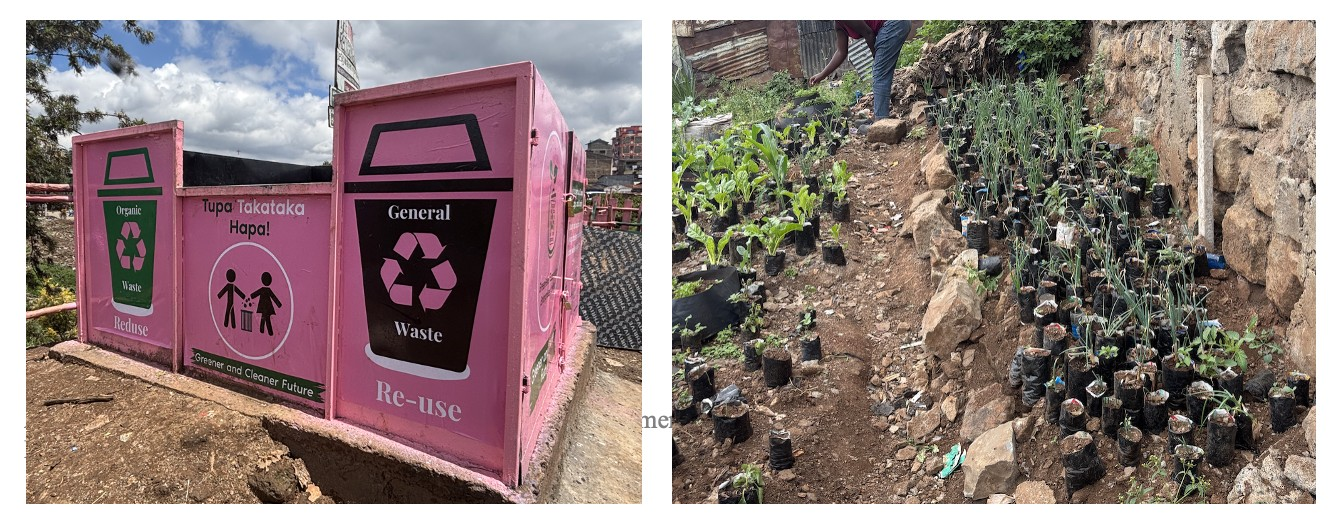 Organic
Waste
Reduse
Tupa Takataka
Hapa!
Greener and Cleaner Future
General
Waste
Re-use